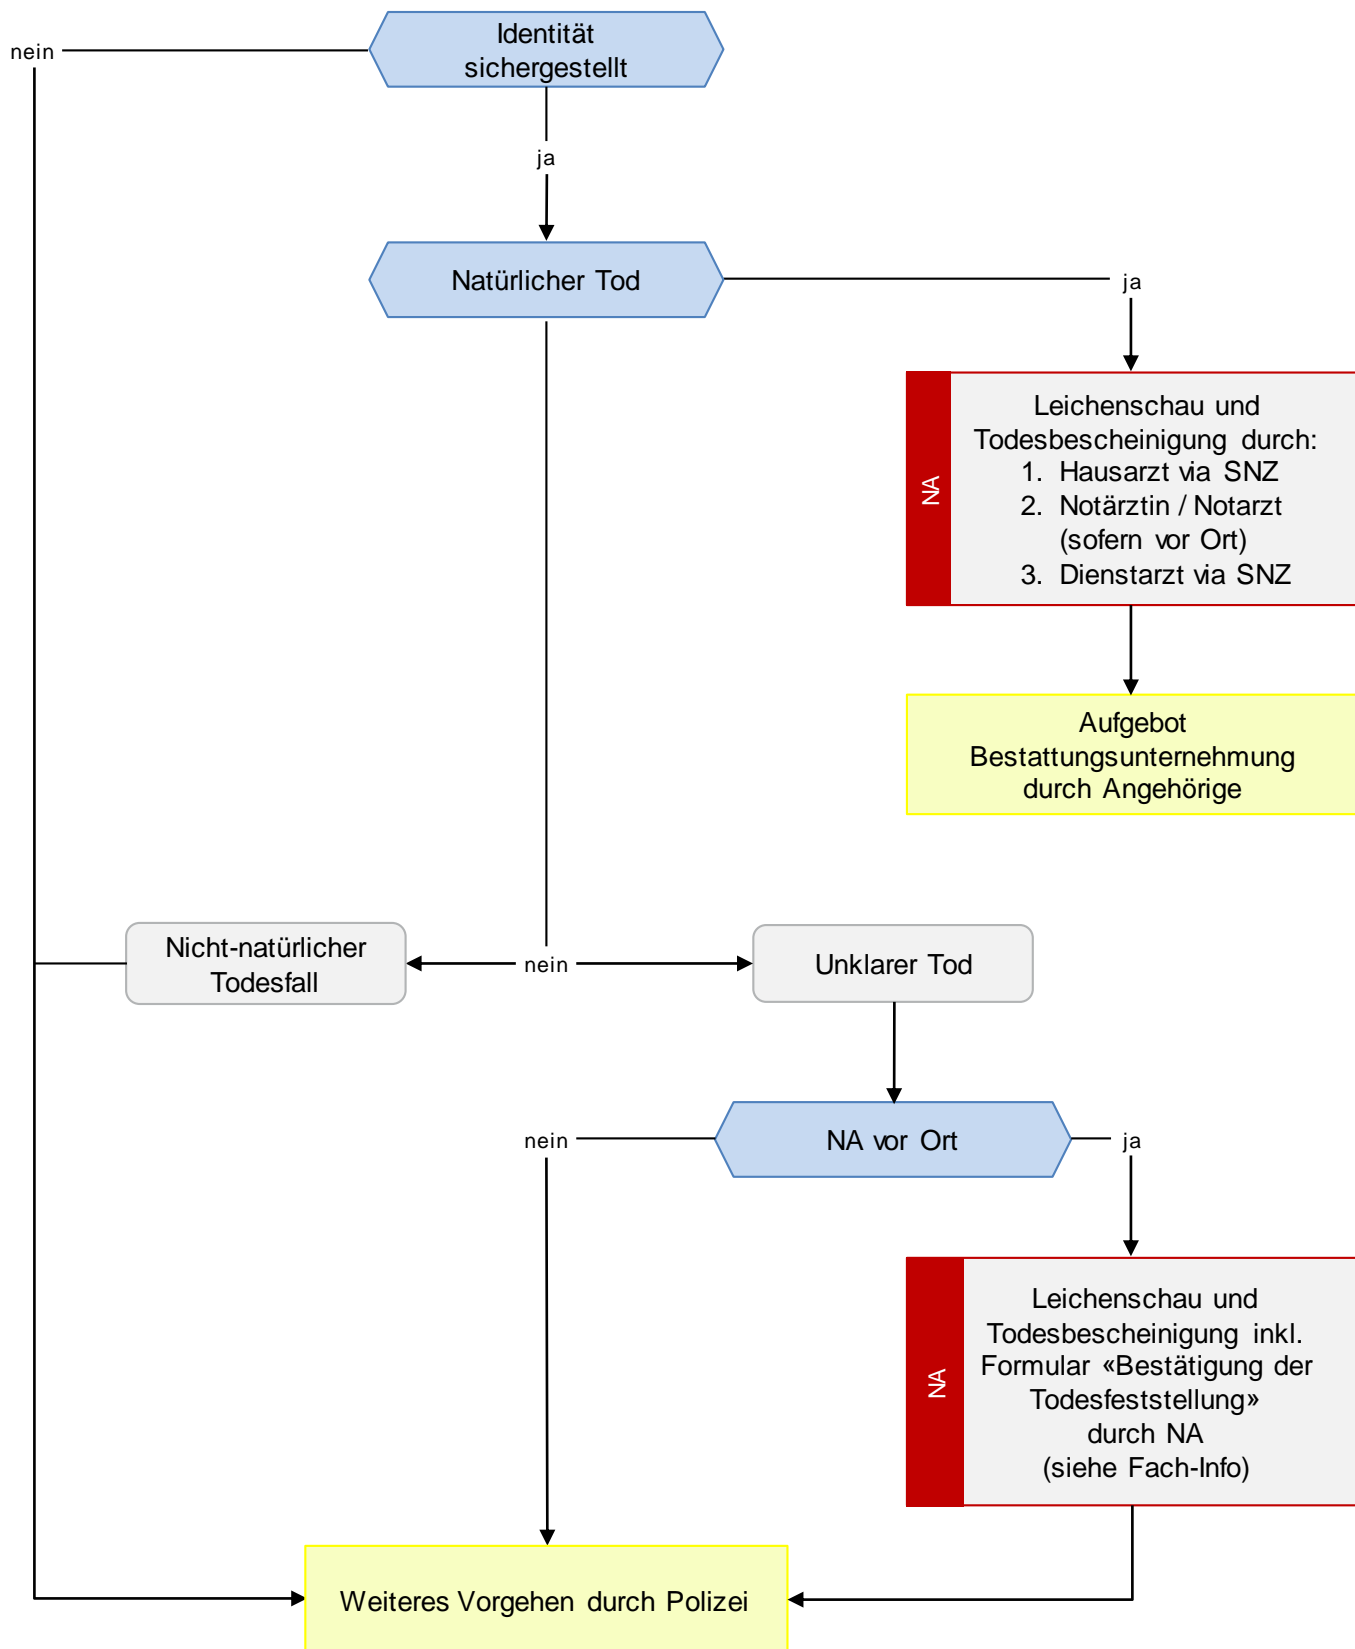 Identität
sichergestellt
nein
ja
Natürlicher Tod
ja
NA
Leichenschau und
Todesbescheinigung durch:
1. Hausarzt via SNZ
2. Notärztin / Notarzt
(sofern vor Ort)
3. Dienstarzt via SNZ
Aufgebot
Bestattungsunternehmung
durch Angehörige
Nicht-natürlicher
Todesfall
nein
Unklarer Tod
nein
NA vor Ort
ja
NA
Leichenschau und
Todesbescheinigung inkl.
Formular «Bestätigung der
Todesfeststellung»
durch NA
(siehe Fach-Info)
Weiteres Vorgehen durch Polizei